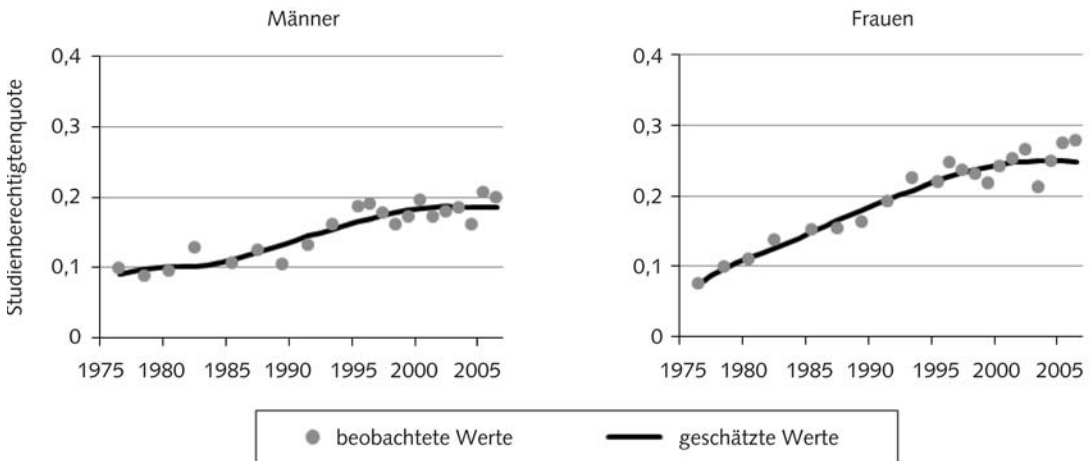 Männer
Frauen
Studienberechtigtenquote
0,4
0,3
0,2
0,1
0
1975 1980 1985 1990 1995 2000 2005
0,4
0,3
0,2
0,1
0
1975 1980 1985 1990 1995 2000 2005
beobachtete Werte
geschätzte Werte